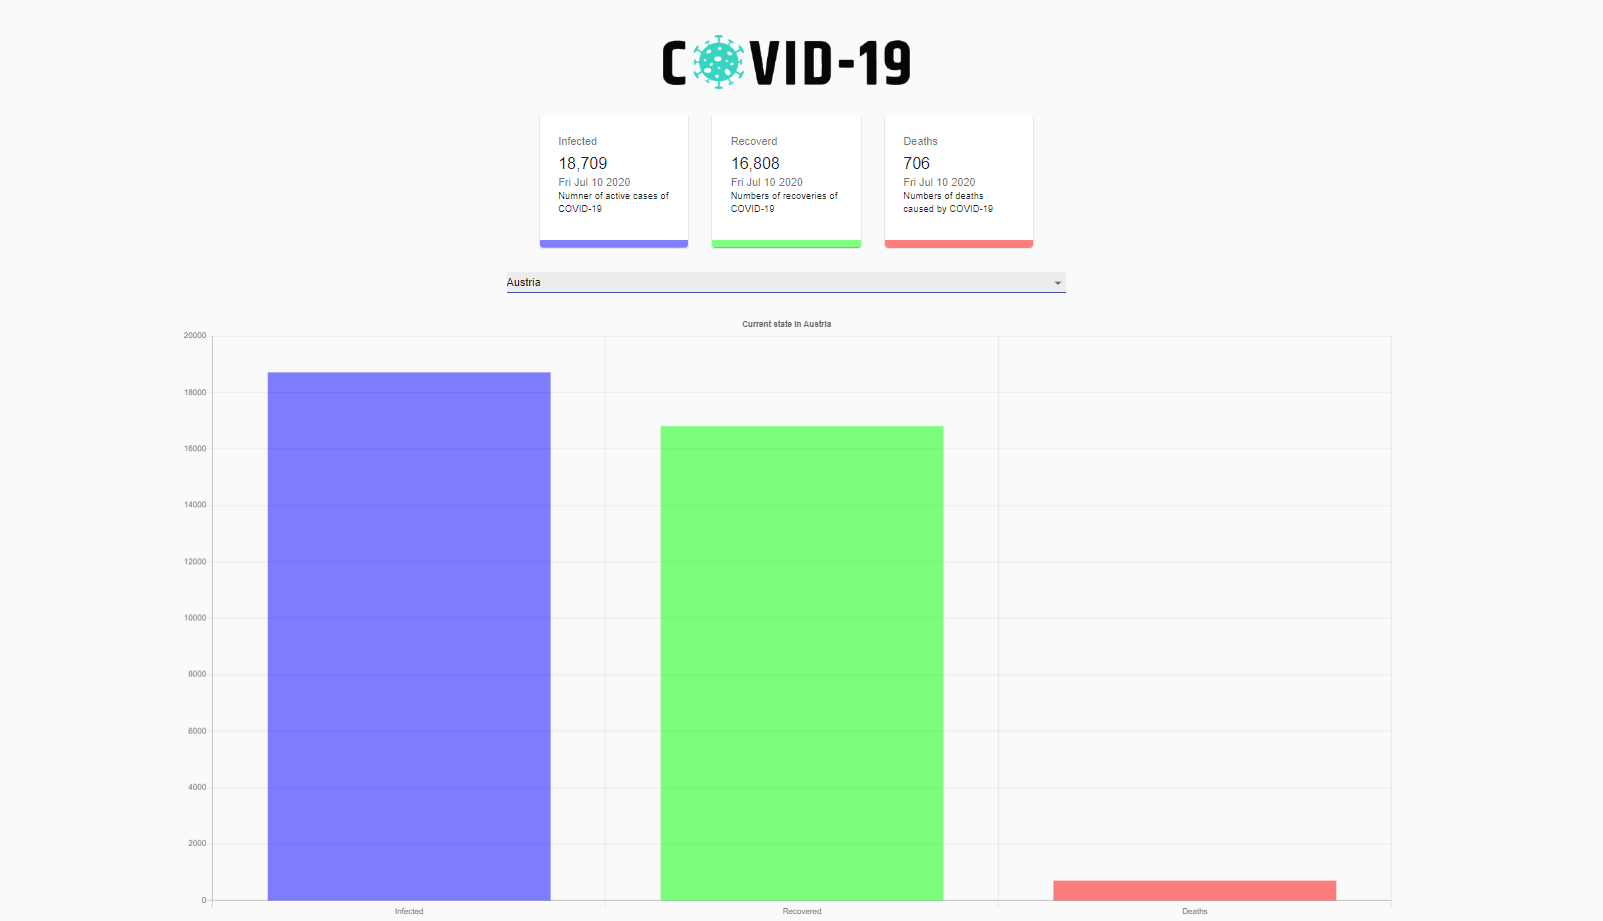 COVID-19
Infected
18,709
Fri Jul 10 2020
Numner of active cases of
COVID-19
Recoverd
16,808
Fri Jul 10 2020
Numbers of recoveries of
COVID-19
Deaths
706
Fri Jul 10 2020
Numbers of deaths
caused by COVID-19
Austria
Current state in Austria
20000
18000
16000
14000
12000
10000
8000
6000
4000
2000
0
Infected
Recovered
Deaths